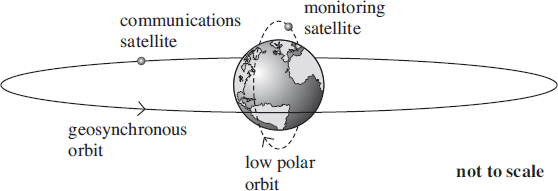 communications
satellite
monitoring
satellite
geosynchronous
orbit
low polar
orbit
not to scale